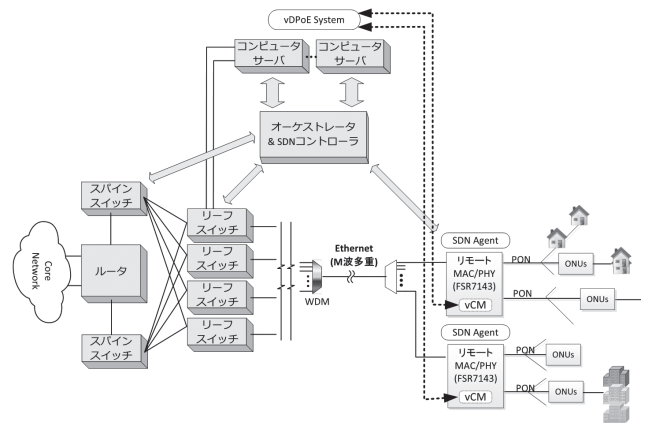 vDPoE System
コンピュータ
サーバ
コンピュータ
サーバ
オーケストレータ
& SDNコントローラ
スパイン
スイッチ
リーフ
スイッチ
リーフ
スイッチ
リーフ
スイッチ
リーフ
スイッチ
Core
Network
ルータ
スパイン
スイッチ
WDM
Ethernet
(M波多重)
SDN Agent
リモート
MAC/PHY
(FSR7143)
vCM
PON
ONUs
PON
ONUs
SDN Agent
リモート
MAC/PHY
(FSR7143)
vCM
PON
ONUs
PON
ONUs